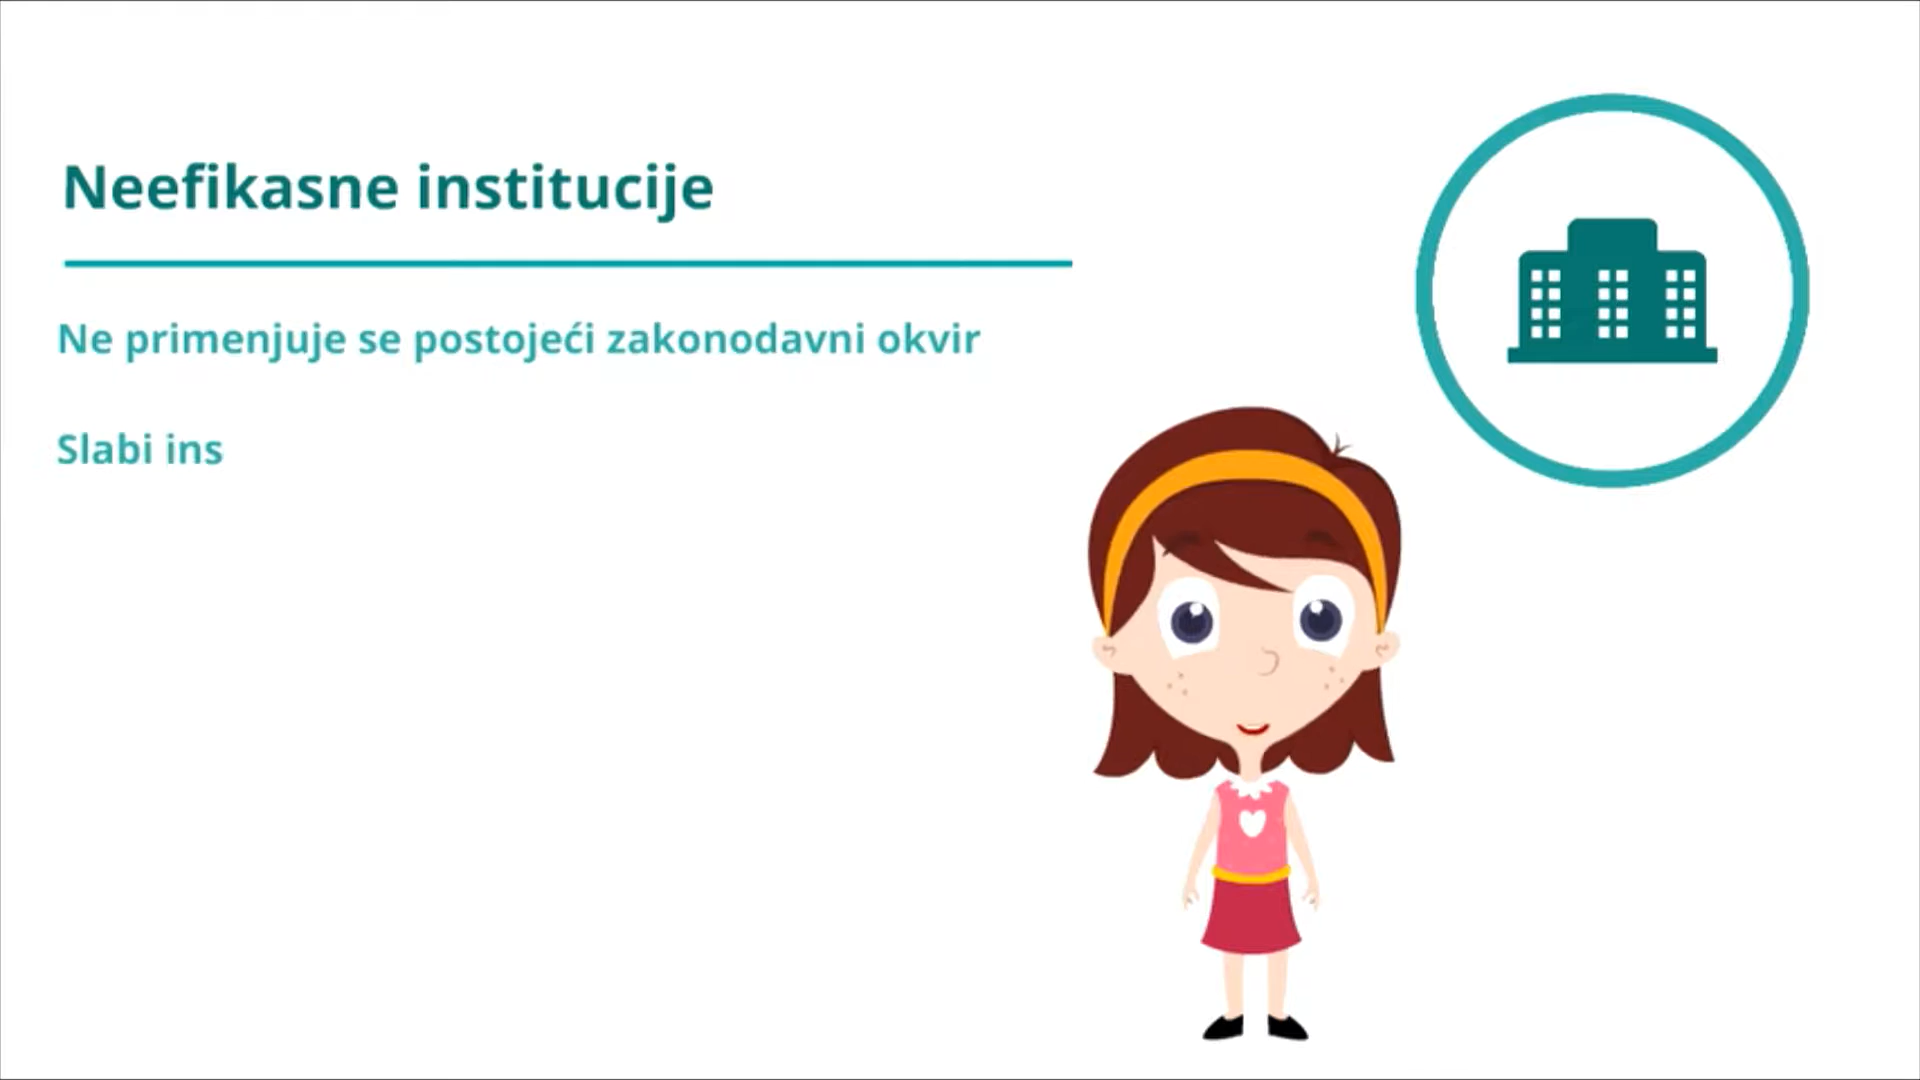 Neefikasne institucije
Ne primenjuje se postojeći zakonodavni okvir
Slabi ins